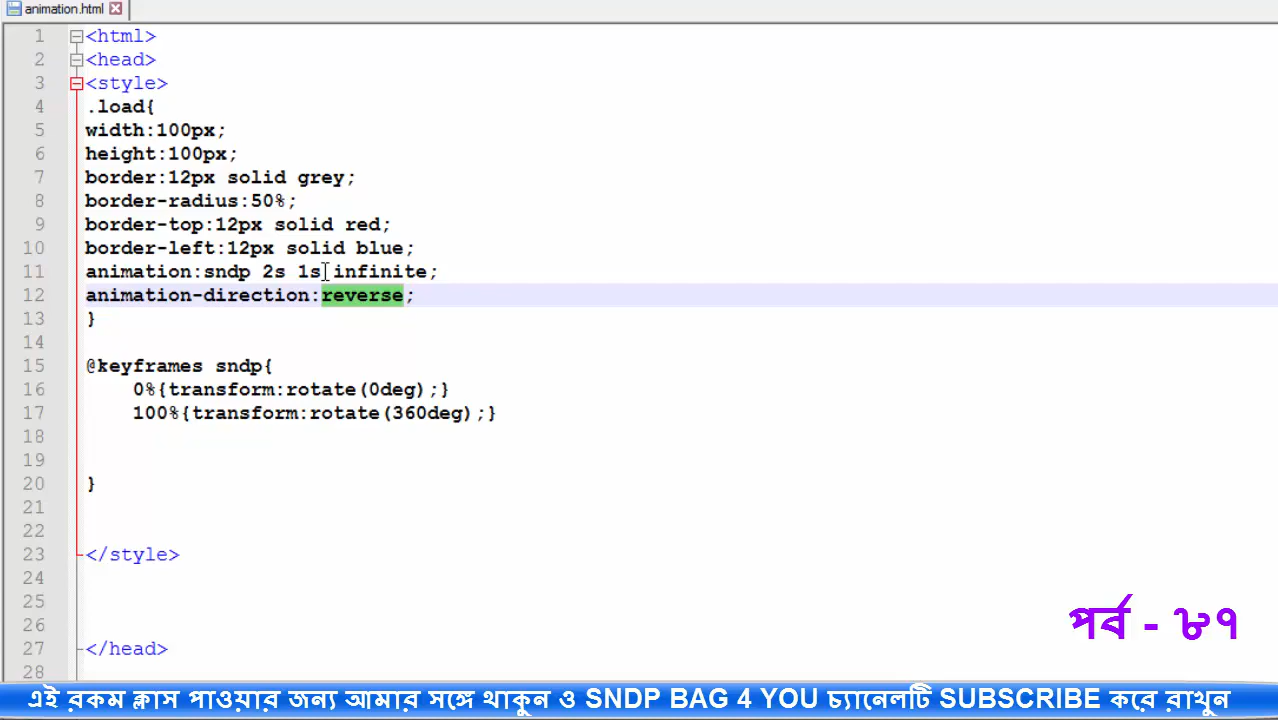 animation.html
1 <html>
2 <head>
3 <style>
4 .load{
5 width:100px;
6 height:100px;
7 border:12px solid grey;
8 border-radius:50%;
9 border-top:12px solid red;
10 border-left:12px solid blue;
11 animation:sndp 2s 1s infinite;
12 animation-direction:reverse;
13 }
14
15 @keyframes sndp{
16 0%{transform:rotate(0deg);}
17 100%{transform:rotate(360deg);}
18
19
20 }
21
22
23 </style>
24
25
26
পর্ব - ৮৭
27 </head>
28
এই রকম ক্লাস পাওয়ার জন্য আমার সঙ্গে থাকুন ও SNDP BAG 4 YOU চ্যানেলটি SUBSCRIBE করে রাখুন